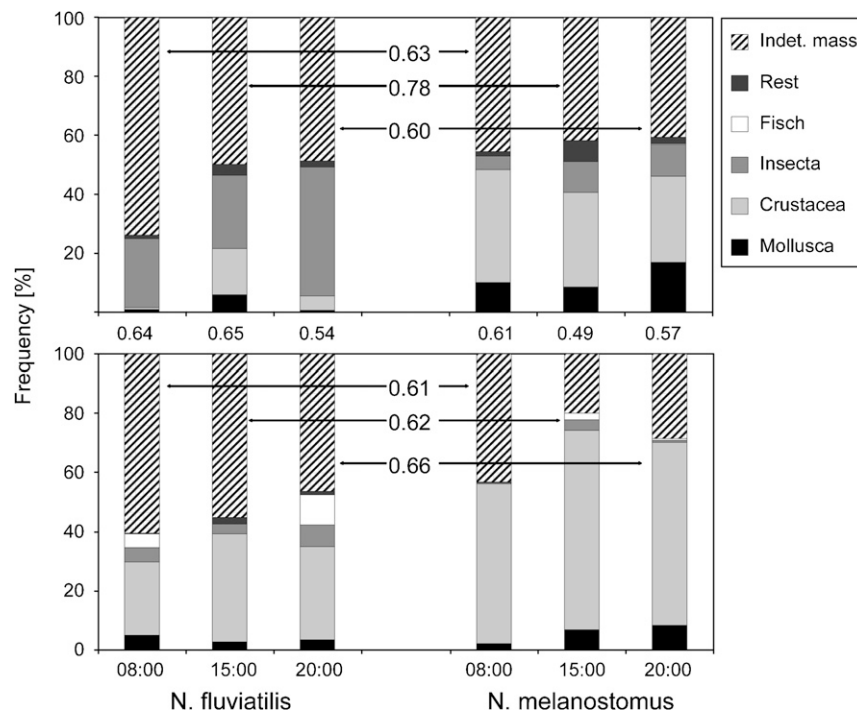 100
80
60
40
20
0.63
0.78
0.60
Indet. mass
Rest
Fisch
Insecta
Crustacea
Mollusca
Frequency [%]
0.64 0.65 0.54 0.61 0.49 0.57
100
80
60
40
20
0
0.61
0.62
0.66
08:00 15:00 20:00 08:00 15:00 20:00
N. fluviatilis N. melanostomus